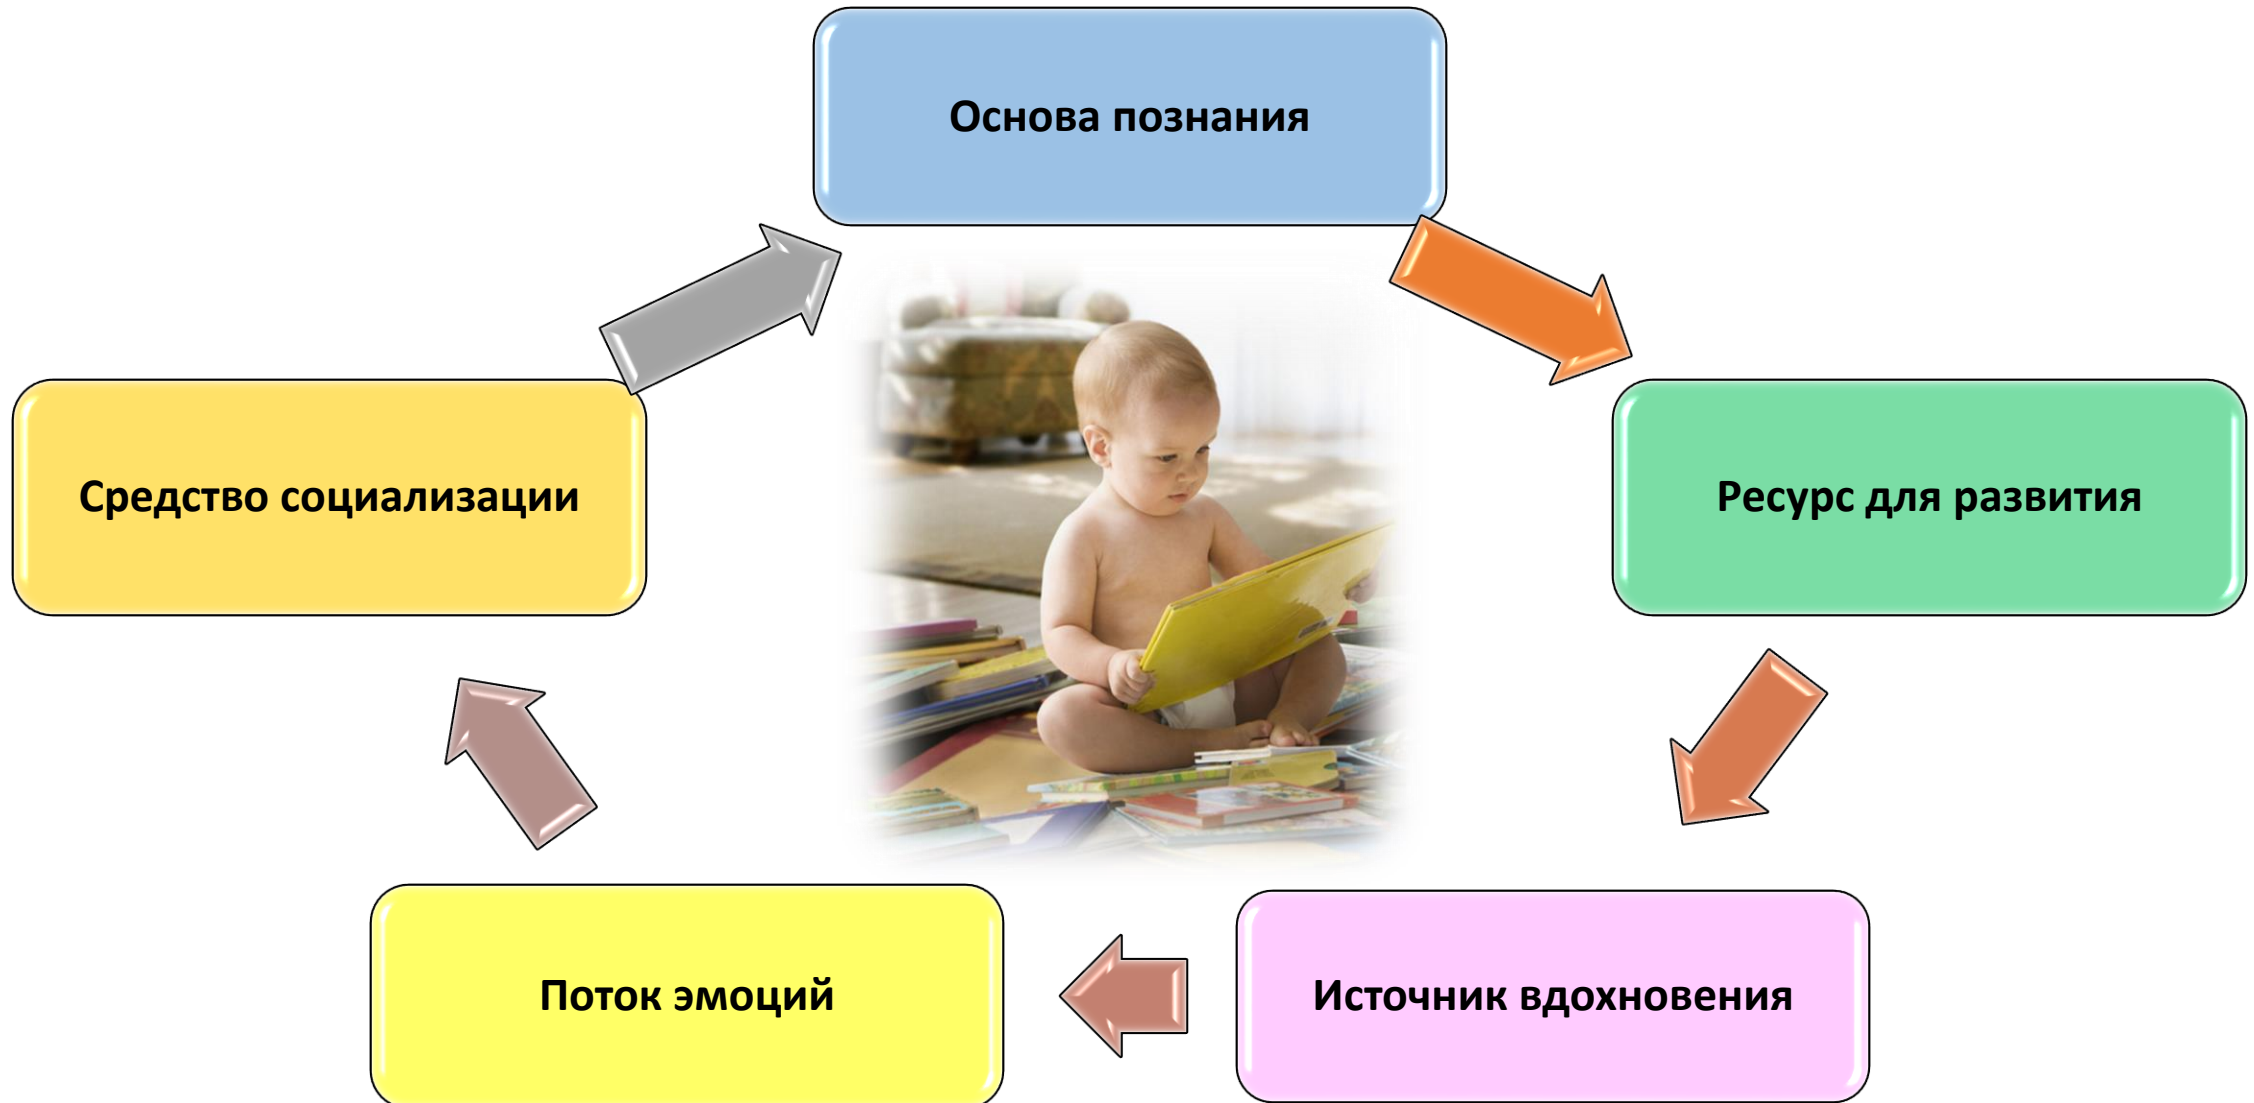 Основа познания
Средство социализации
Ресурс для развития
Поток эмоций
Источник вдохновения